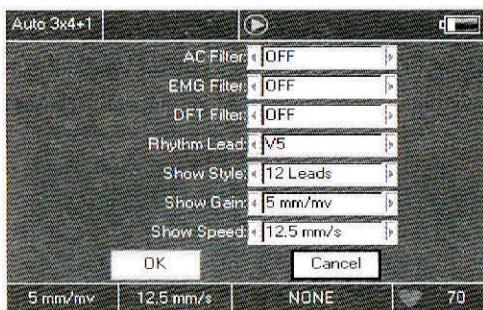 Auto 3x4+1
AC Filter: OFF
EMG Filter: OFF
DFT Filter: OFF
Rhythm Lead: V5
Show Style: 12 Leads
Show Gain: 5 mm/mv
Show Speed: 12.5 mm/s
OK Cancel
5 mm/mv 12.5 mm/s NONE 70